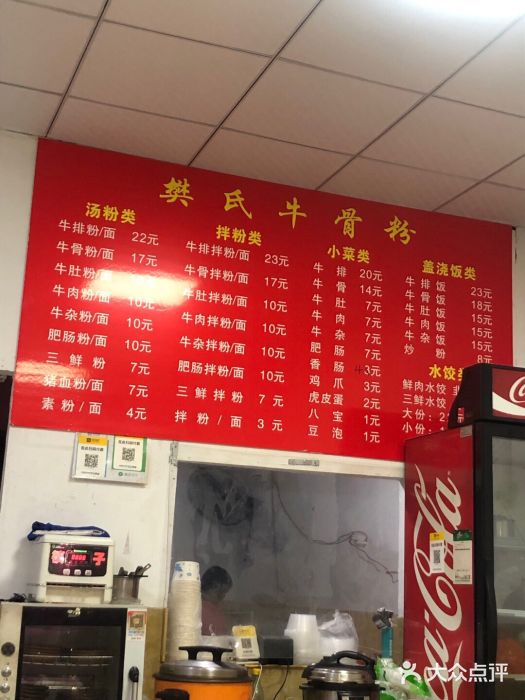 樊氏牛骨粉
汤粉类
牛排粉/面 22元
牛骨粉/面 17元
牛肚粉/面 10元
牛肉粉/面 10元
牛杂粉/面 10元
肥肠粉/面 10元
三鲜粉 7元
猪血粉/面 7元
素粉/面 4元
拌粉类
牛排拌粉/面 23元
牛骨拌粉/面 17元
牛肚拌粉/面 10元
牛肉拌粉/面 10元
牛杂拌粉/面 10元
肥肠拌粉/面 10元
三鲜拌粉 7元
拌粉/面 3元
小菜类
牛排 20元
牛骨 14元
牛肚 7元
牛肉 7元
牛杂 7元
肥肠 7元
香肠 3元
鸡爪 3元
虎皮蛋 2元
八宝 1元
豆泡 1元
盖浇饭类
牛排饭 23元
牛骨饭 18元
牛肚饭 15元
牛肉饭 15元
牛杂饭 15元
炒粉 8元
水饺
鲜肉水饺
三鲜水饺
大份：
小份：
Coca-Cola
大众点评